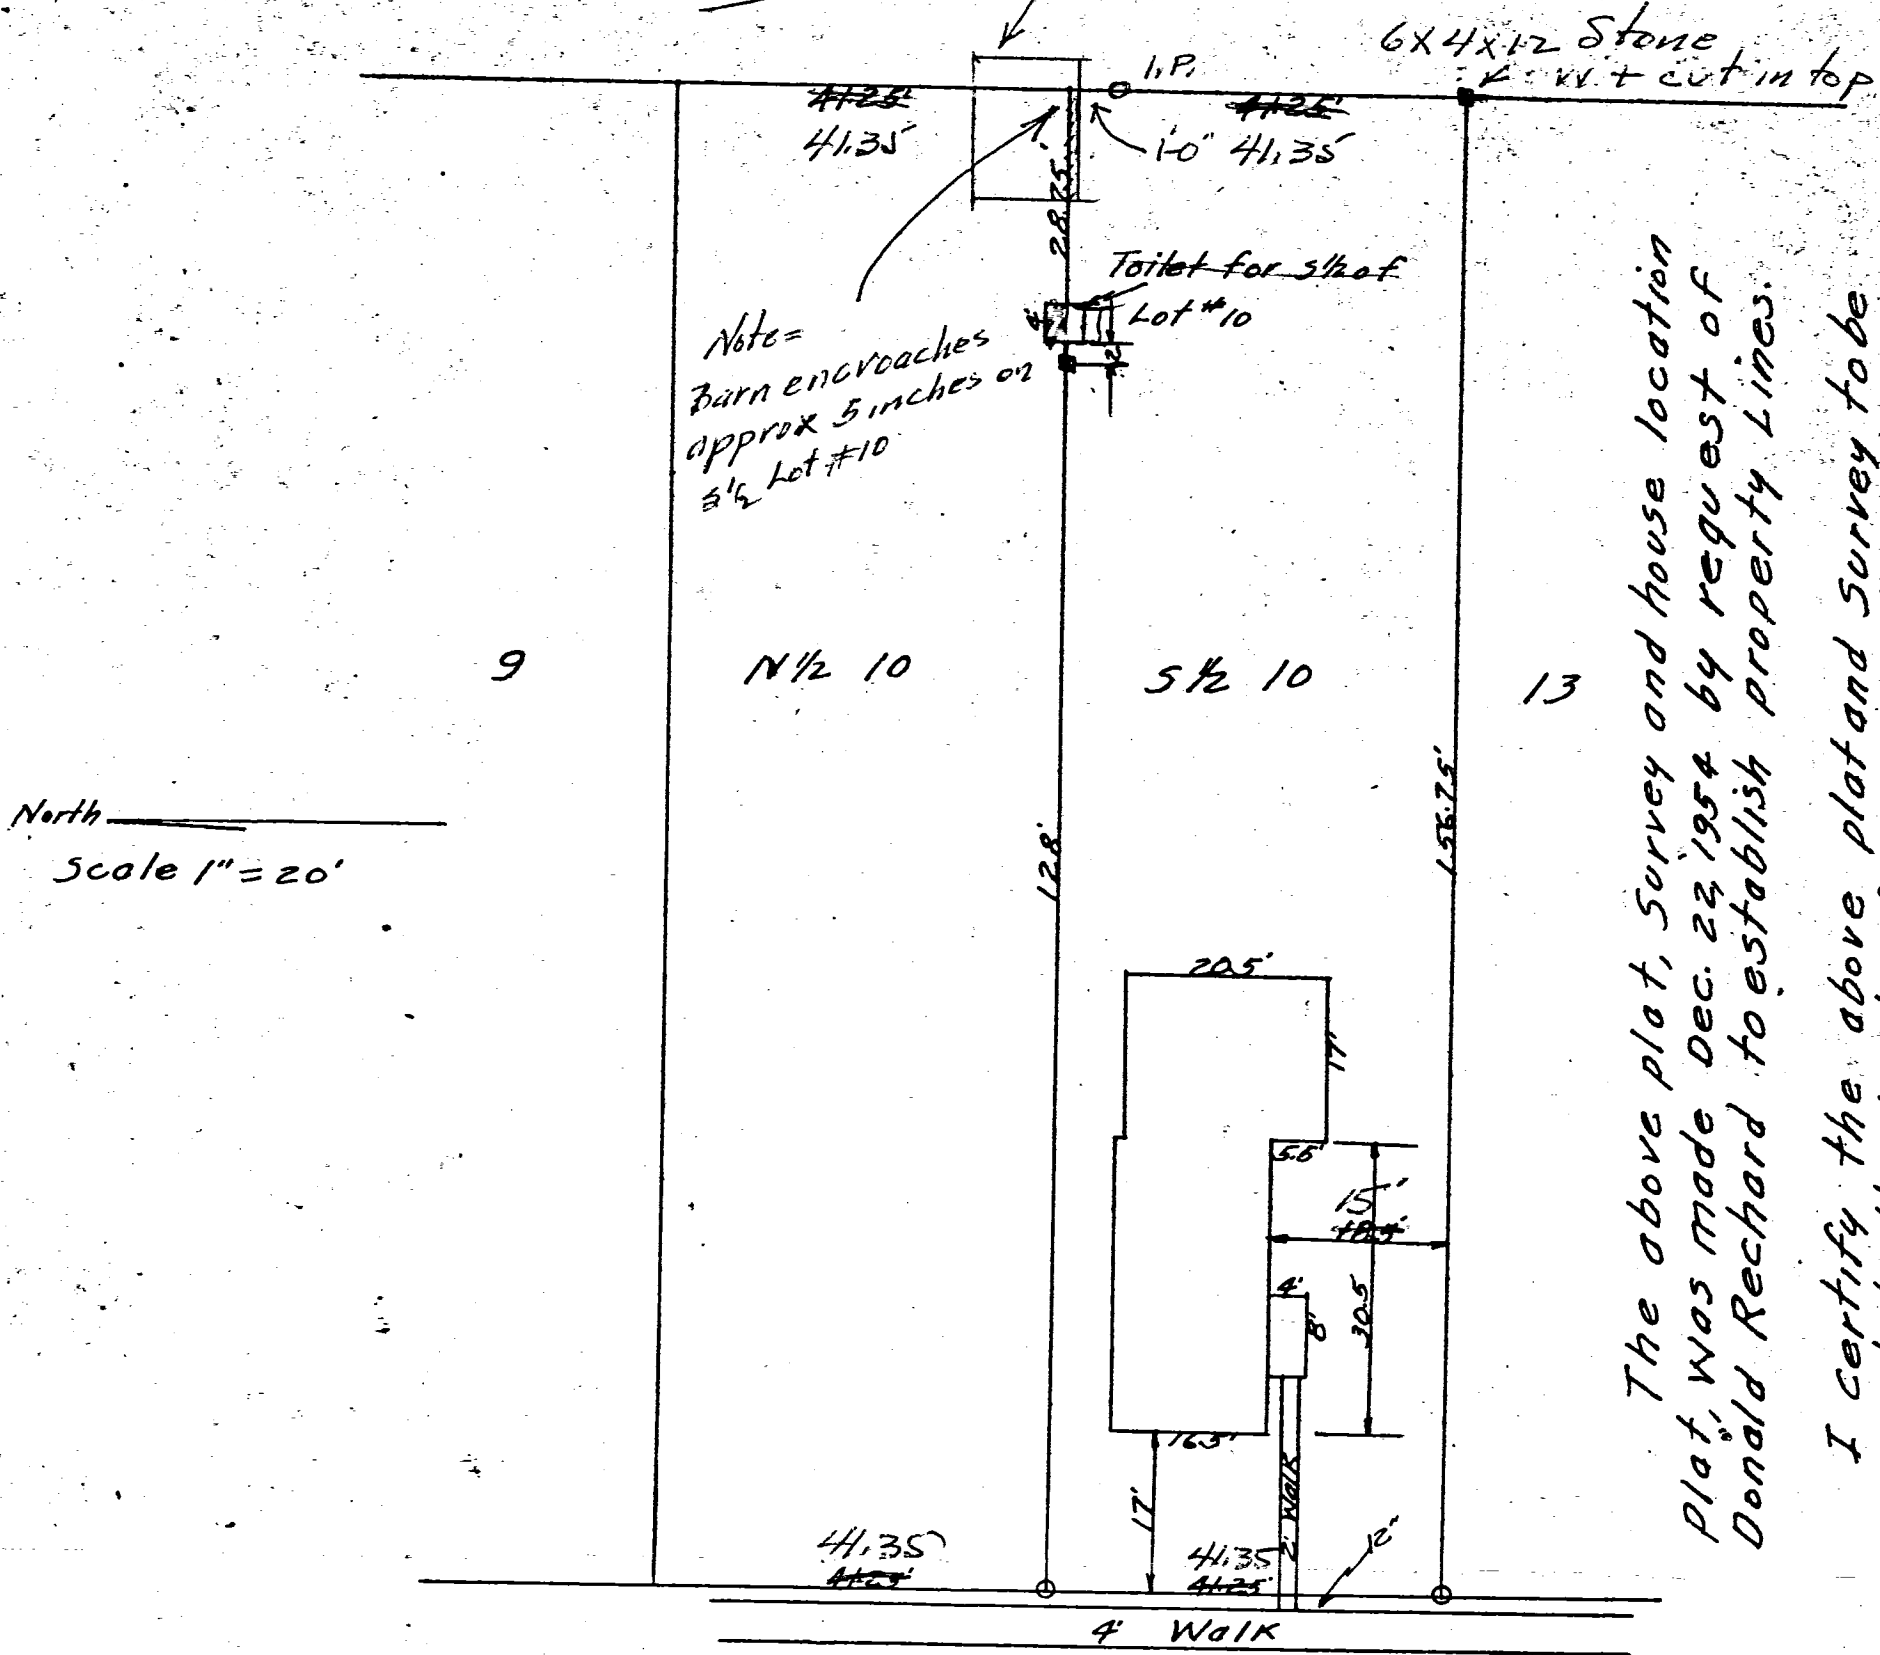 6x4x12 Stone
w. + cut in top
I.P.
41.25'
41.35
41.25'
1'-0" 41.35
28.75
Toilet for S½ of
Lot #10
4'
2'
Note=
Barn encroaches
approx 5 inches on
S½ Lot #10
9
N½ 10
S½ 10
13
North
Scale 1" = 20'
128'
156.75'
20.5'
17'
15'
18.5'
4'
8'
30.5
16.5'
17'
2' Walk
12"
41.35
41.25'
41.35
41.25'
4' Walk
The above plat, Survey and house location
Plat, was made Dec. 22, 1954 by request of
Donald Rechard to establish property Lines.
I certify the above plat and Survey to be